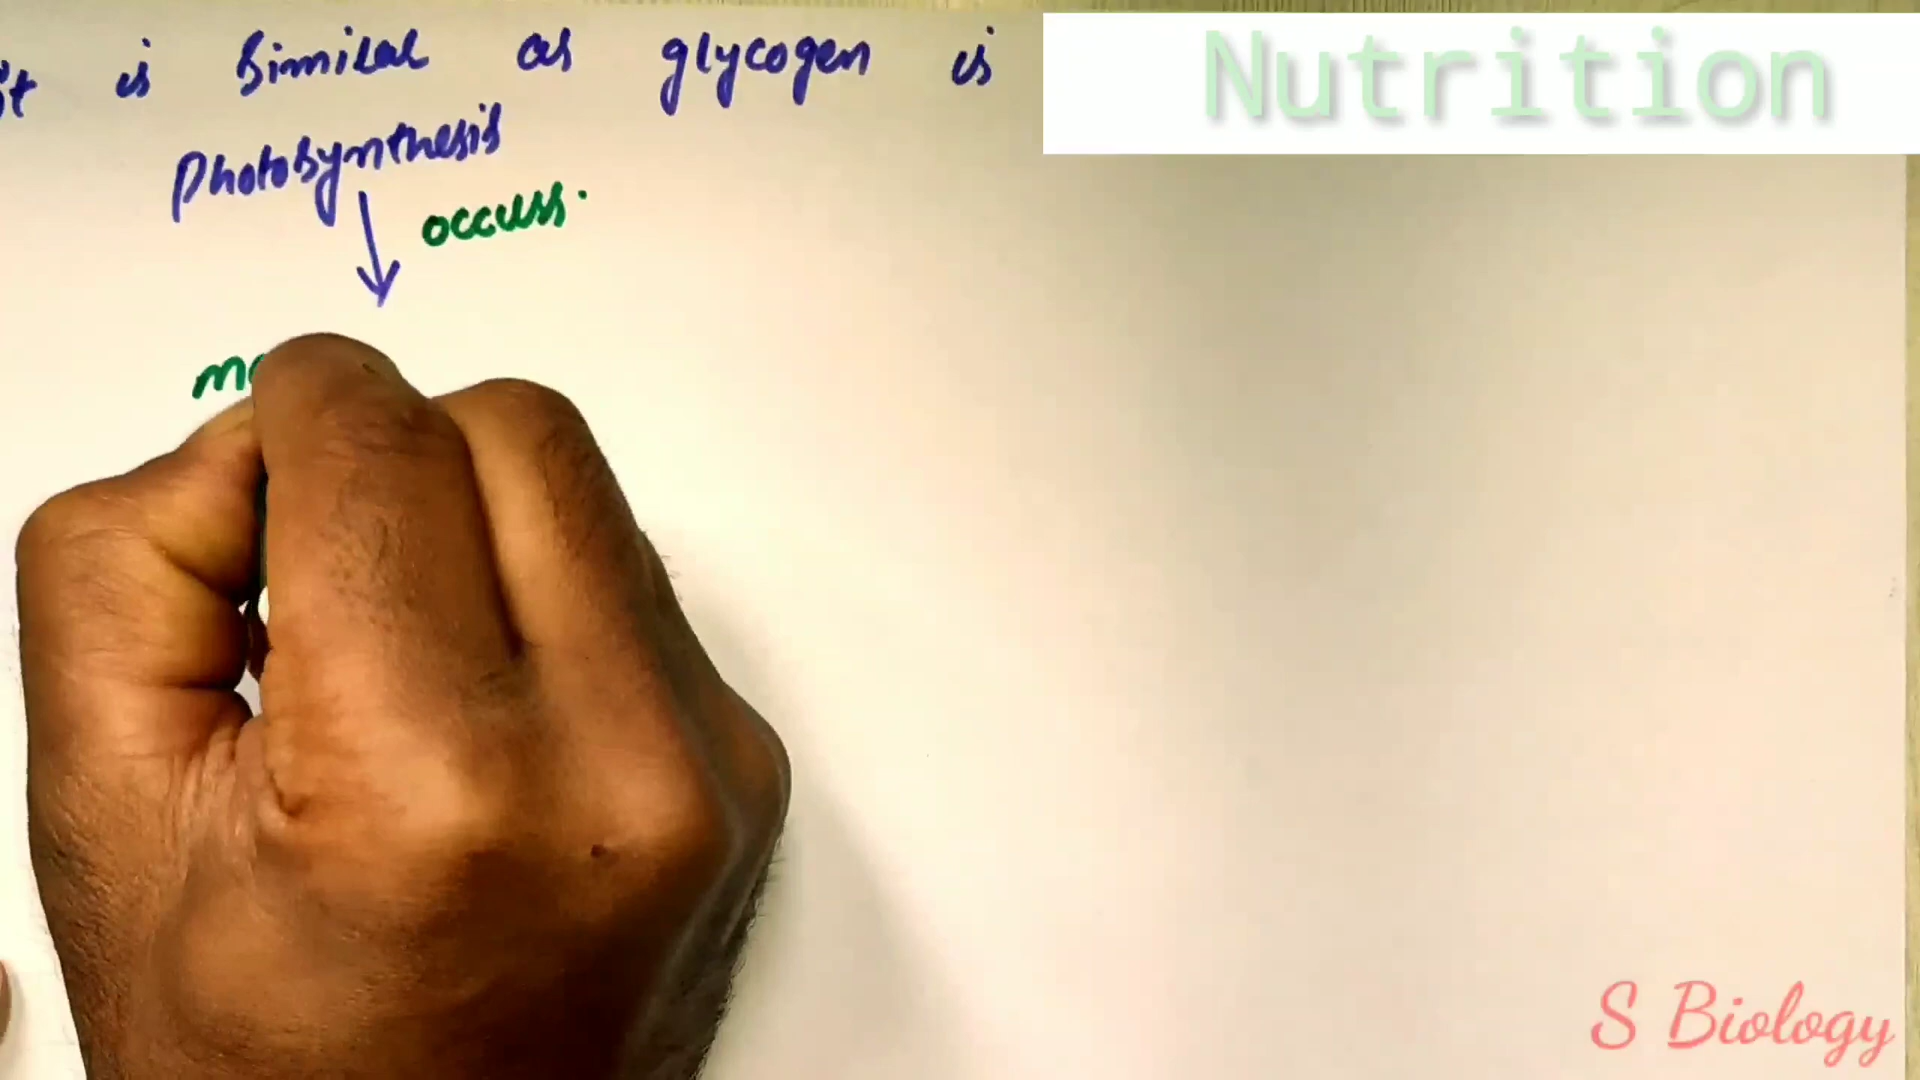 it is similar as glycogen is
Nutrition
Photosynthesis
occurs.
S Biology